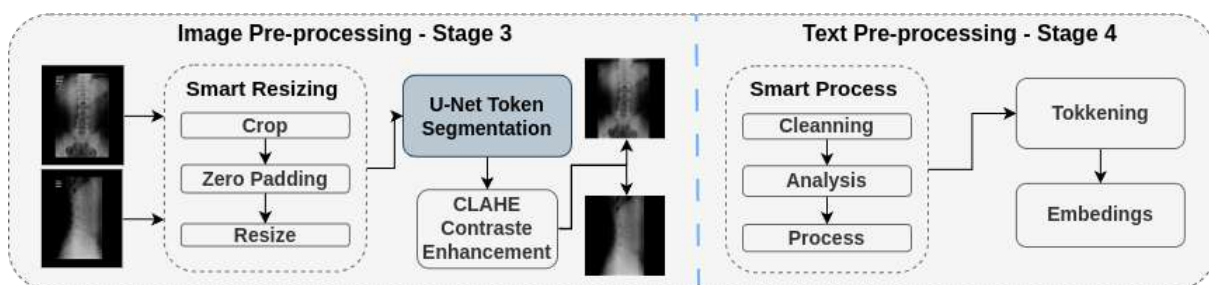 Image Pre-processing - Stage 3
Smart Resizing
Crop
Zero Padding
Resize
U-Net Token
Segmentation
CLAHE
Contraste
Enhancement
Text Pre-processing - Stage 4
Smart Process
Cleanning
Analysis
Process
Tokkening
Embedings